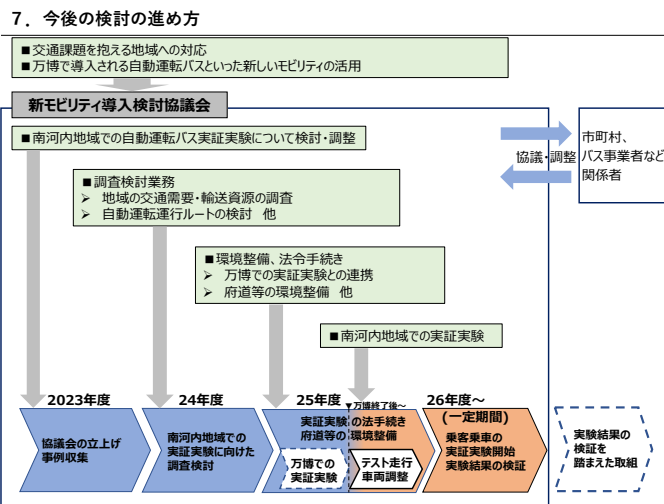 ７．今後の検討の進め方
■交通課題を抱える地域への対応
■万博で導入される自動運転バスといった新しいモビリティの活用
新モビリティ導入検討協議会
■南河内地域での自動運転バス実証実験について検討・調整
協議・調整
市町村、
バス事業者など
関係者
■調査検討業務
➢ 地域の交通需要・輸送資源の調査
➢ 自動運転運行ルートの検討 他
■環境整備、法令手続き
➢ 万博での実証実験との連携
➢ 府道等の環境整備 他
■南河内地域での実証実験
2023年度
24年度
25年度
▼万博終了後～
26年度～
(一定期間)
協議会の立上げ
事例収集
南河内地域での
実証実験に向けた
調査検討
実証実験の法手続き
府道等の環境整備
万博での
実証実験
テスト走行
車両調整
乗客乗車の
実証実験開始
実験結果の検証
実験結果の
検証を
踏まえた取組